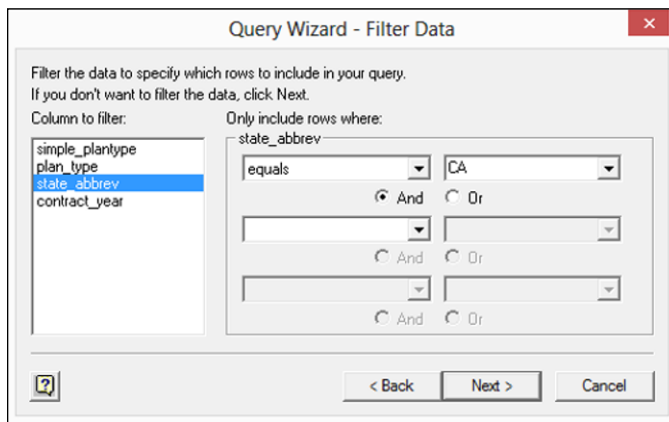 Query Wizard - Filter Data
Filter the data to specify which rows to include in your query.
If you don't want to filter the data, click Next.
Column to filter:
Only include rows where:
simple_plantype
plan_type
state_abbrev
contract_year
state_abbrev
equals CA
And Or
And Or
And Or
< Back Next > Cancel